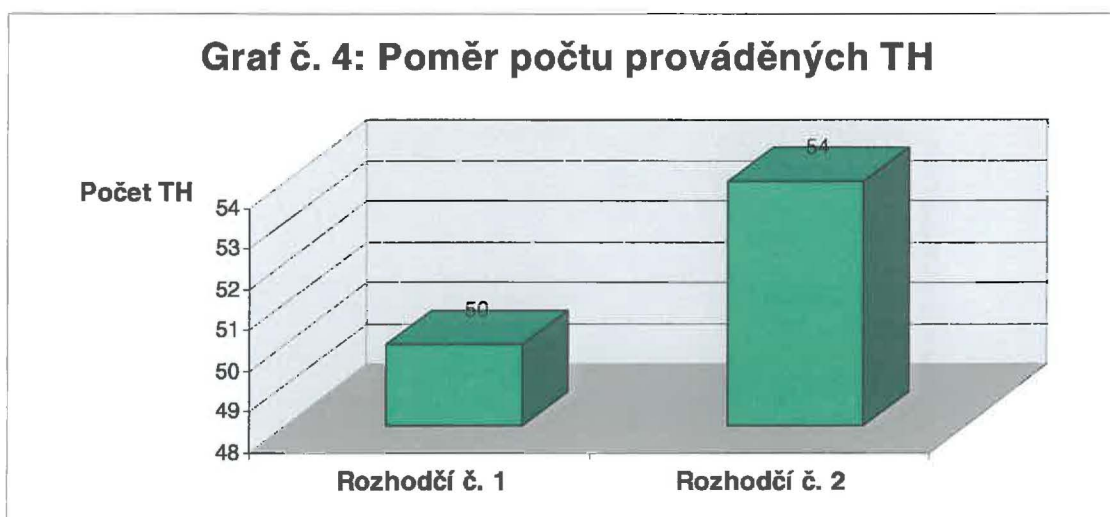 Graf č. 4: Poměr počtu prováděných TH
Počet TH
54
53
52
51
50
49
48
50
54
Rozhodčí č. 1
Rozhodčí č. 2